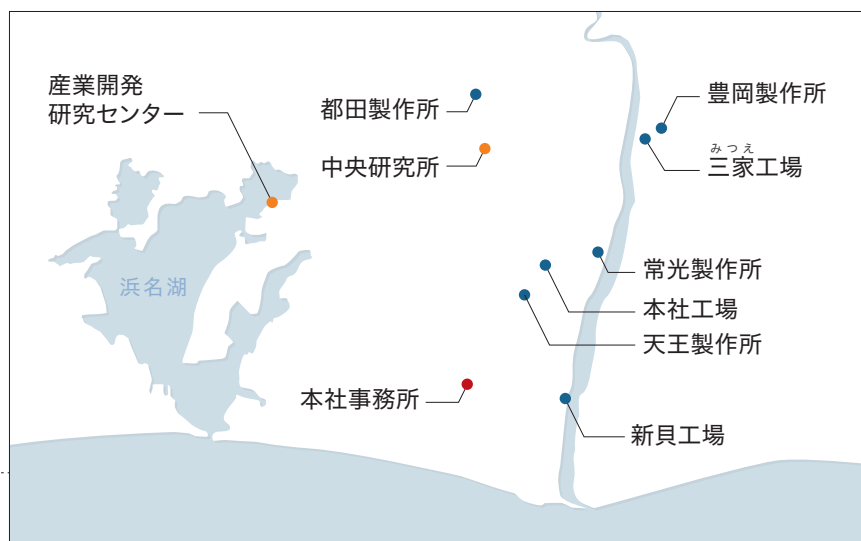 産業開発
研究センター
都田製作所
中央研究所
豊岡製作所
みつえ
三家工場
浜名湖
常光製作所
本社工場
天王製作所
本社事務所
新貝工場